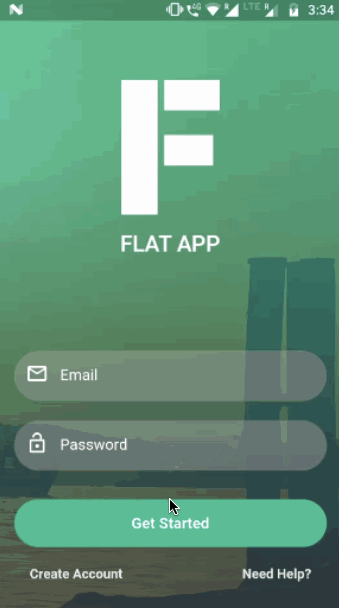 4G R LTE R 3:34
F
FLAT APP
Email
Password
Get Started
Create Account Need Help?